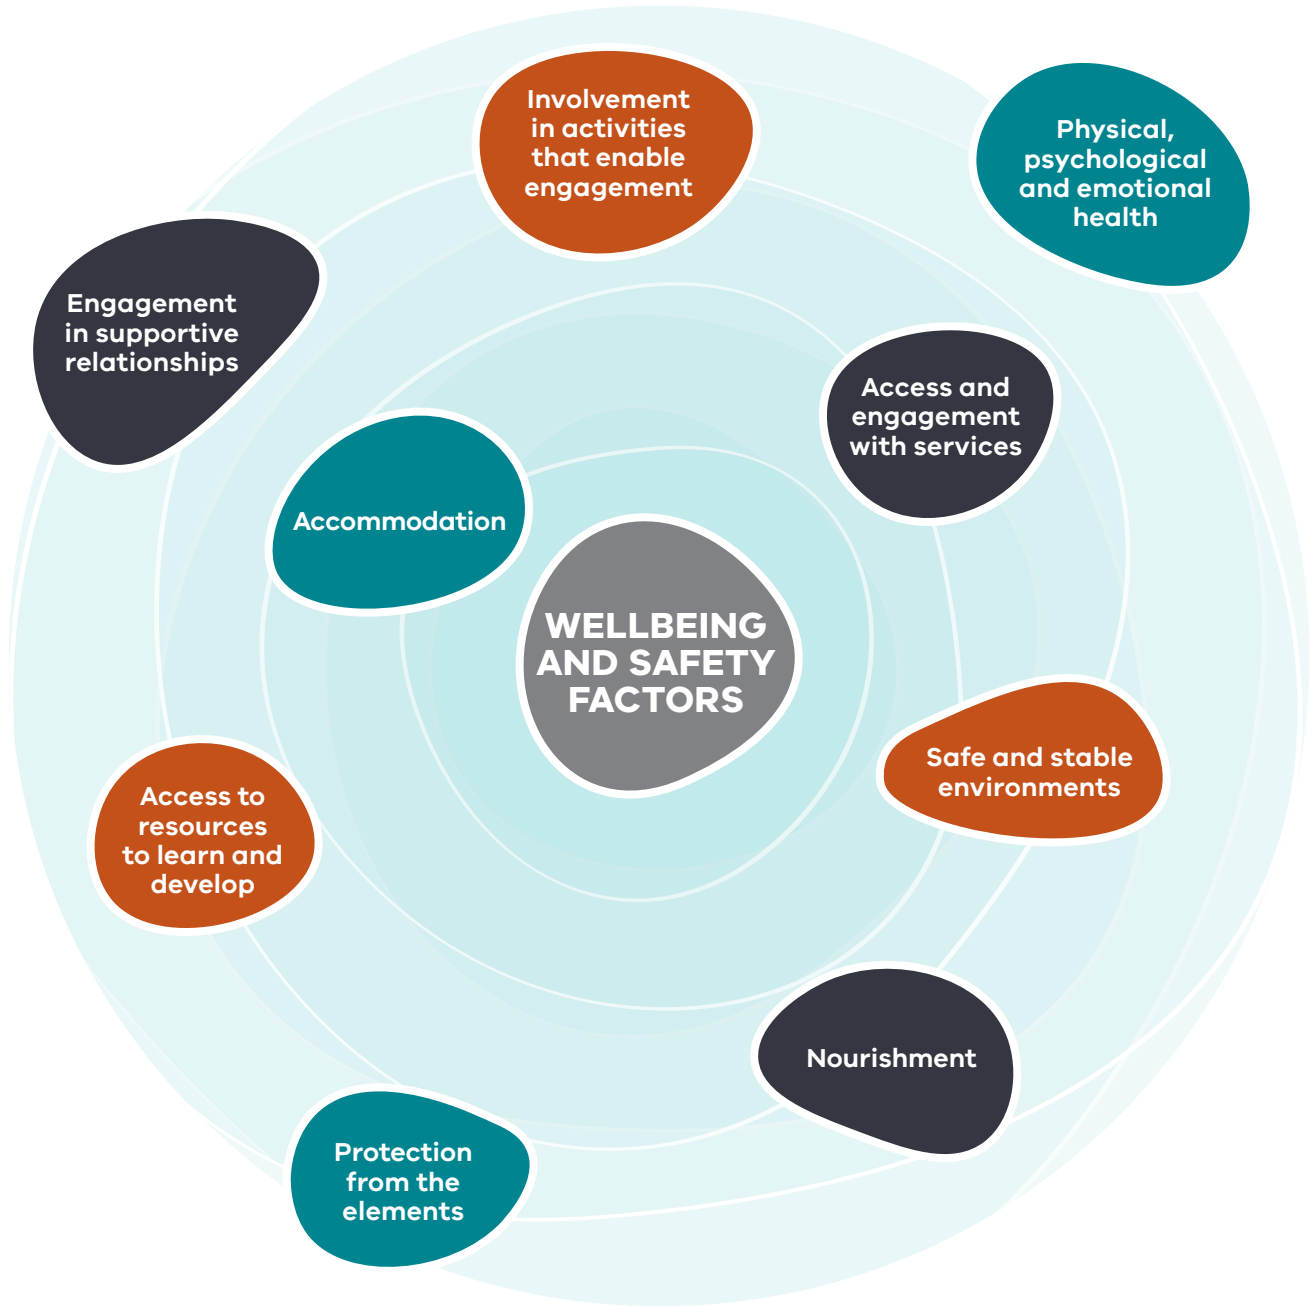 Involvement
in activities
that enable
engagement
Physical,
psychological
and emotional
health
Engagement
in supportive
relationships
Access and
engagement
with services
Accommodation
WELLBEING
AND SAFETY
FACTORS
Safe and stable
environments
Access to
resources
to learn and
develop
Nourishment
Protection
from the
elements